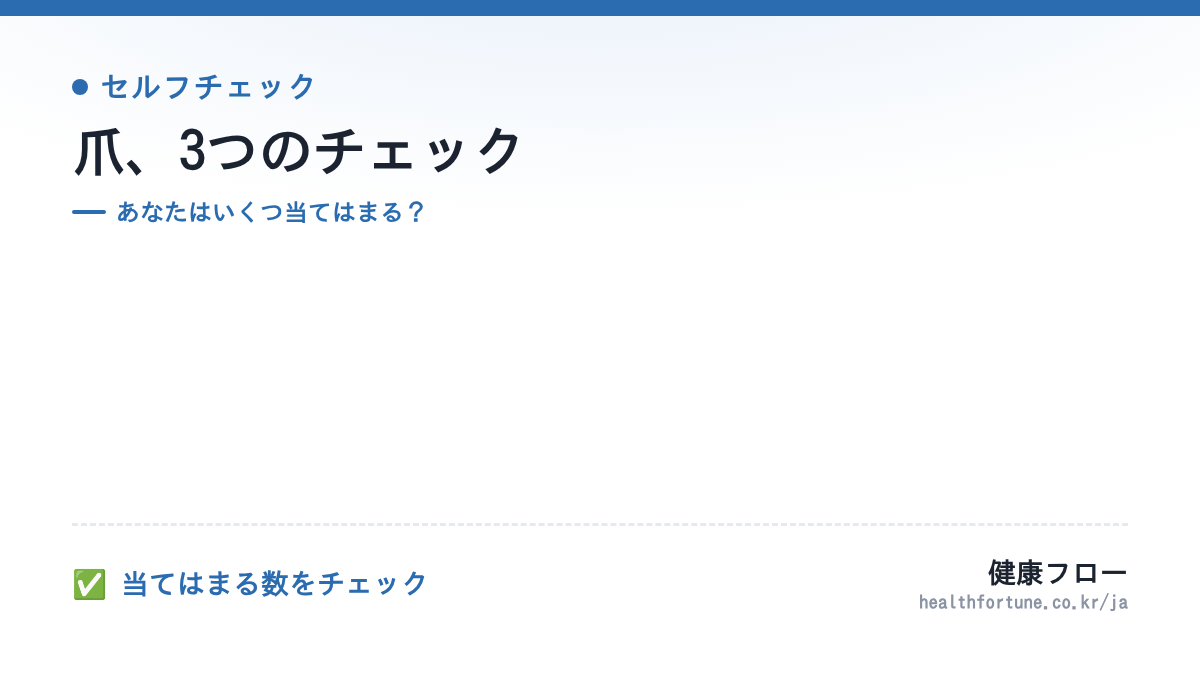 セルフチェック
爪、3つのチェック
あなたはいくつ当てはまる？
✅ 当てはまる数をチェック
健康フロー
healthfortune.co.kr/ja